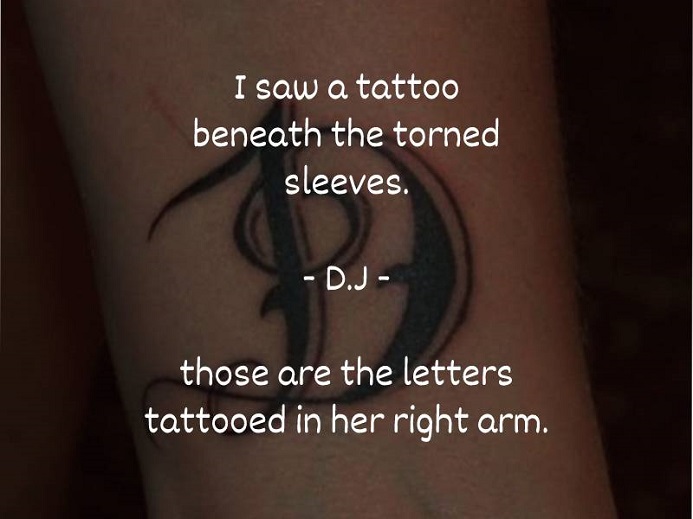 I saw a tattoo
beneath the torned
sleeves.
- D.J -
those are the letters
tattooed in her right arm.